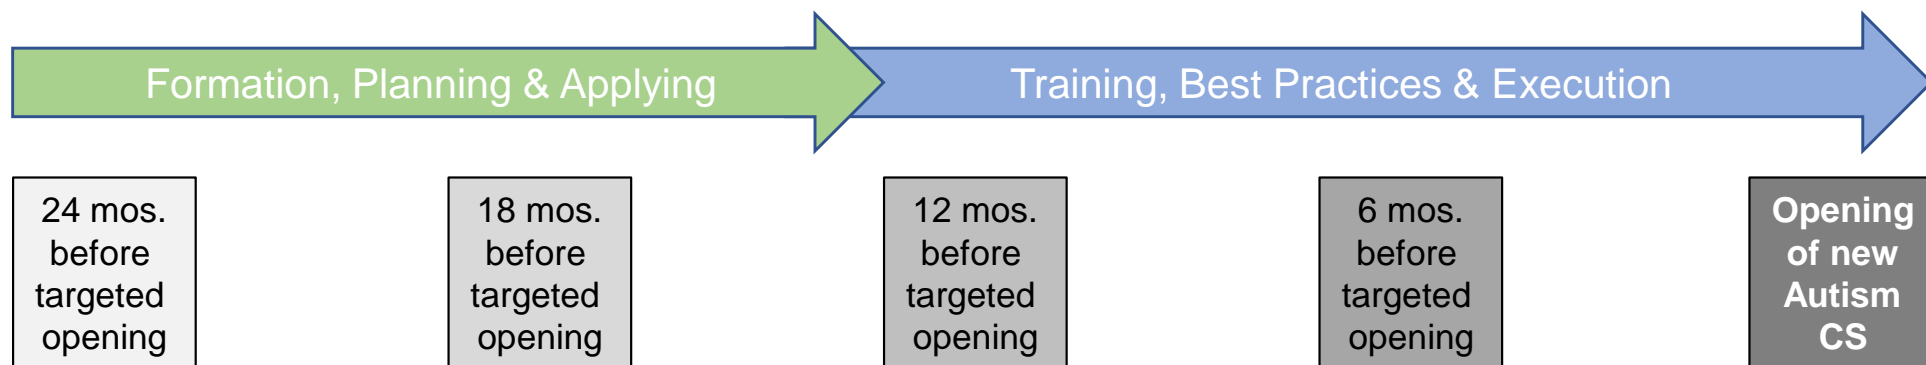 Formation, Planning & Applying
Training, Best Practices & Execution
24 mos.
before
targeted
opening
18 mos.
before
targeted
opening
12 mos.
before
targeted
opening
6 mos.
before
targeted
opening
Opening
of new
Autism
CS